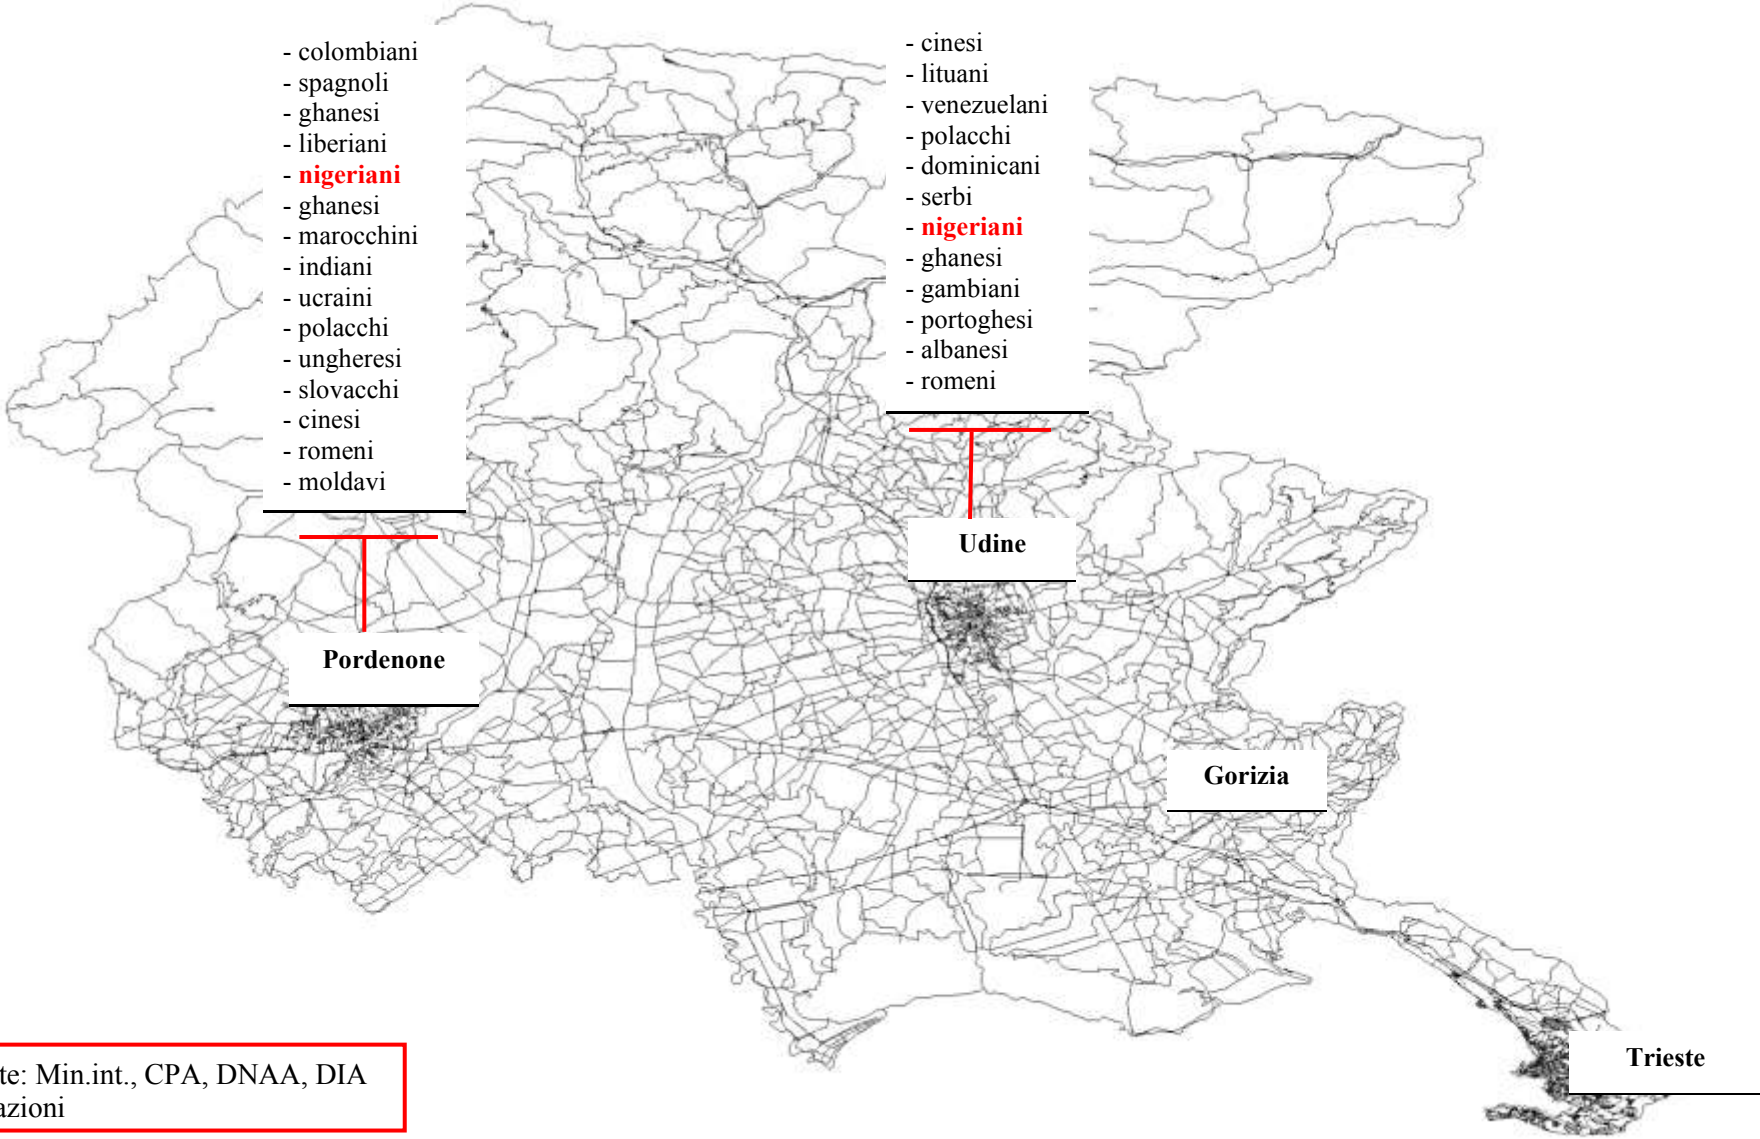 - colombiani
- spagnoli
- ghanesi
- liberiani
- nigeriani
- ghanesi
- marocchini
- indiani
- ucraini
- polacchi
- ungheresi
- slovacchi
- cinesi
- romeni
- moldavi
- cinesi
- lituani
- venezuelani
- polacchi
- dominicani
- serbi
- nigeriani
- ghanesi
- gambiani
- portoghesi
- albanesi
- romeni
Udine
Pordenone
Gorizia
Trieste
te: Min.int., CPA, DNAA, DIA
azioni